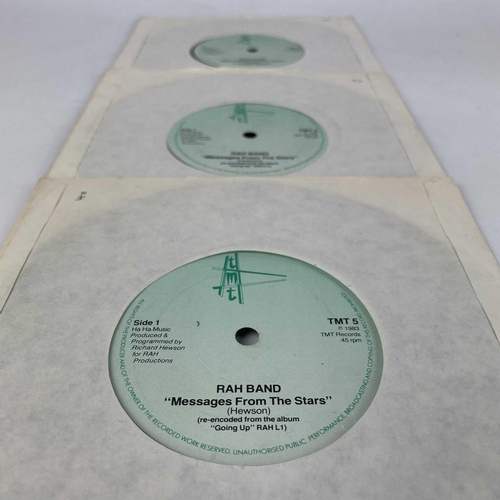 RAH BAND
"Messages From The Stars"
tmt
Side 1
Ha Ha Music
Produced &
Programmed by
Richard Hewson
for RAH
Productions
TMT 5
℗ 1983
TMT Records
45 rpm
RAH BAND
"Messages From The Stars"
(Hewson)
(re-encoded from the album
"Going Up" RAH L1)
ALL RIGHTS OF THE PRODUCER AND OF THE OWNER OF THE RECORDED WORK RESERVED. UNAUTHORISED PUBLIC PERFORMANCE, BROADCASTING AND COPYING OF THIS